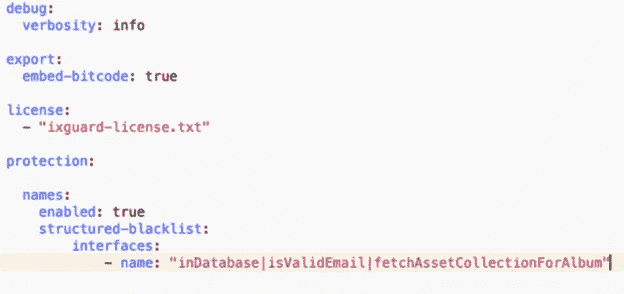 debug:
verbosity: info
export:
embed-bitcode: true
license:
- "ixguard-license.txt"
protection:
names:
enabled: true
structured-blacklist:
interfaces:
- name: "inDatabase|isValidEmail|fetchAssetCollectionForAlbum"